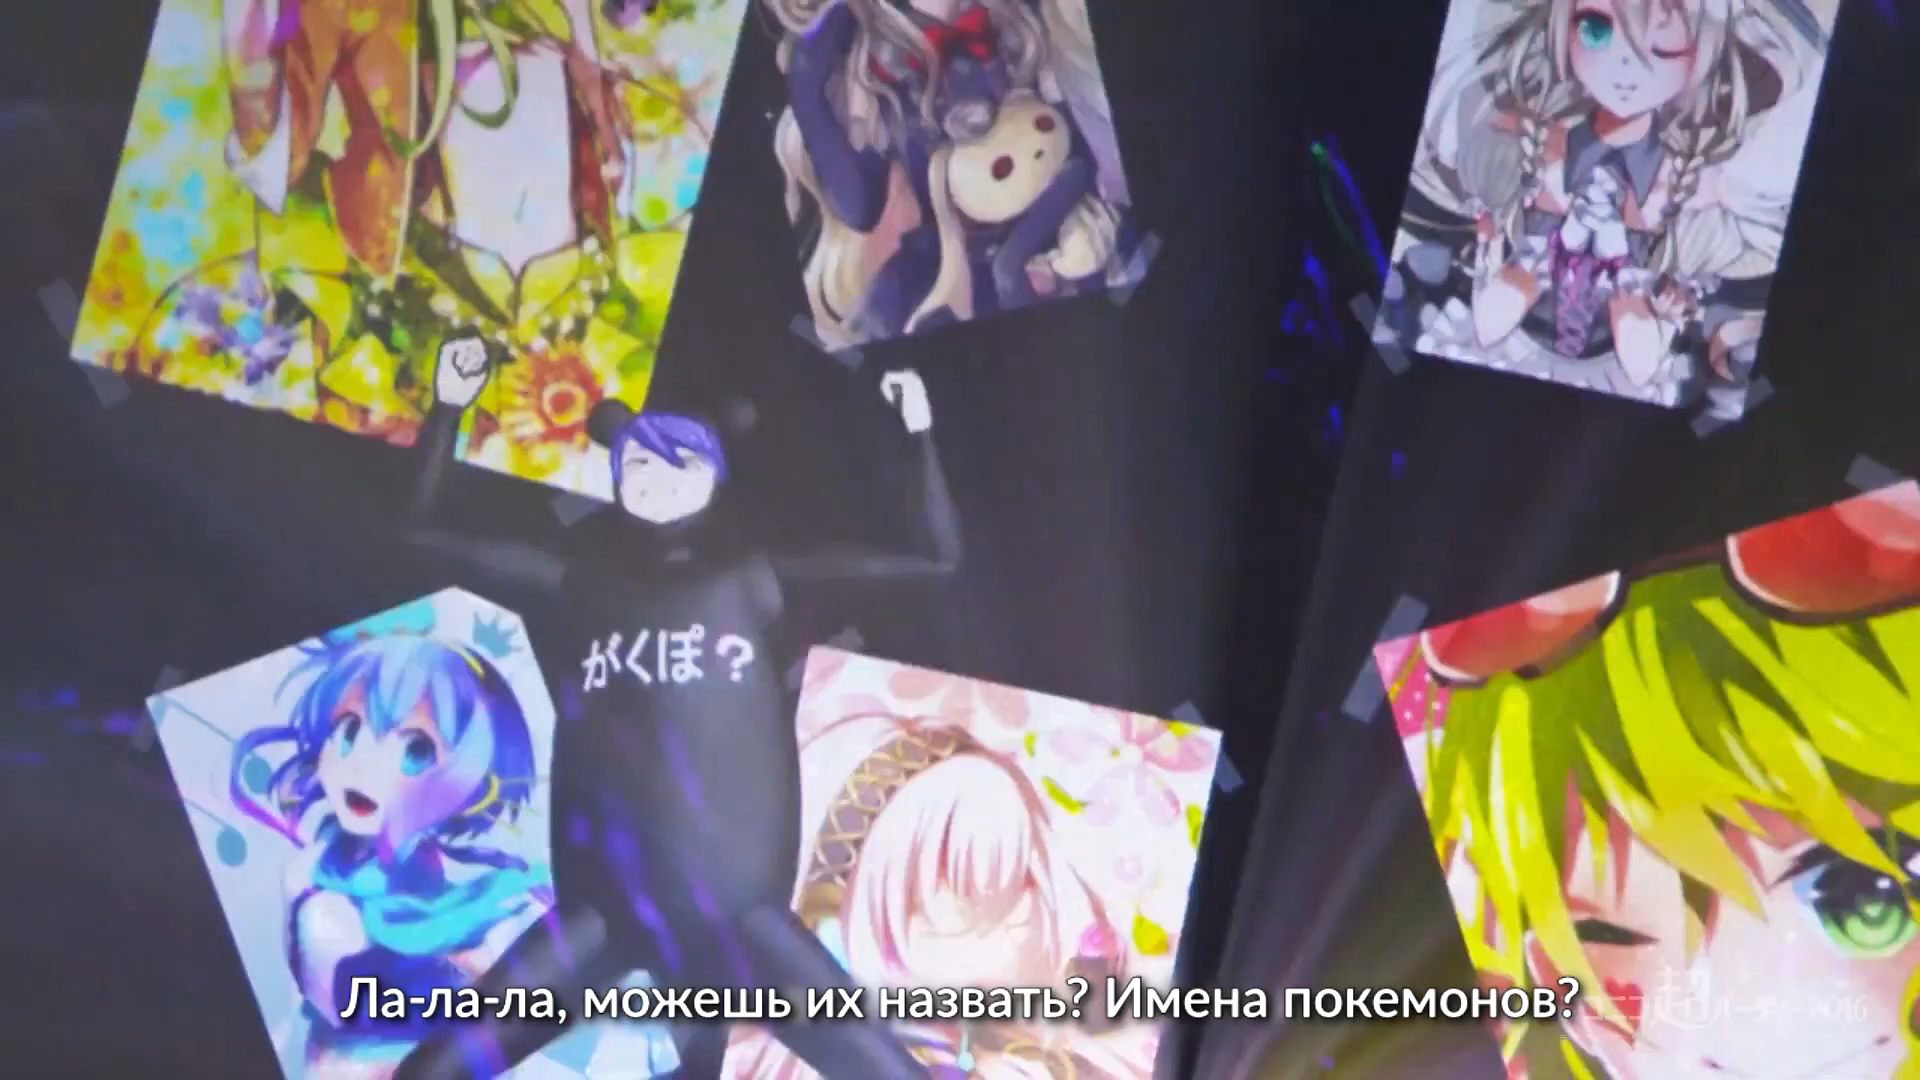 がくぽ?
Ла-ла-ла, можешь их назвать? Имена покемонов?